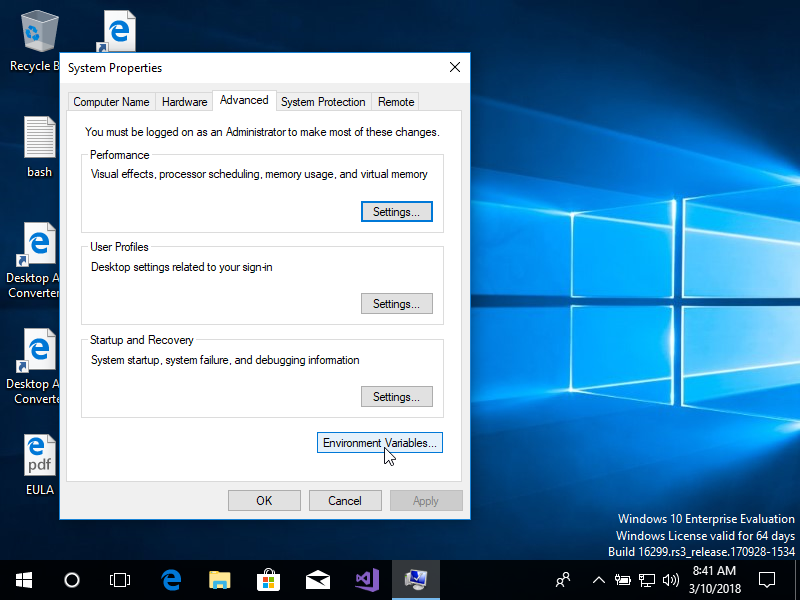 Recycle B
System Properties
Computer Name
Hardware
Advanced
System Protection
Remote
You must be logged on as an Administrator to make most of these changes.
Performance
Visual effects, processor scheduling, memory usage, and virtual memory
Settings...
User Profiles
Desktop settings related to your sign-in
Settings...
Startup and Recovery
System startup, system failure, and debugging information
Settings...
Environment Variables...
OK
Cancel
Apply
bash
Desktop A
Converter
Desktop A
Converte
pdf
EULA
Windows 10 Enterprise Evaluation
Windows License valid for 64 days
Build 16299.rs3_release.170928-1534
8:41 AM
3/10/2018